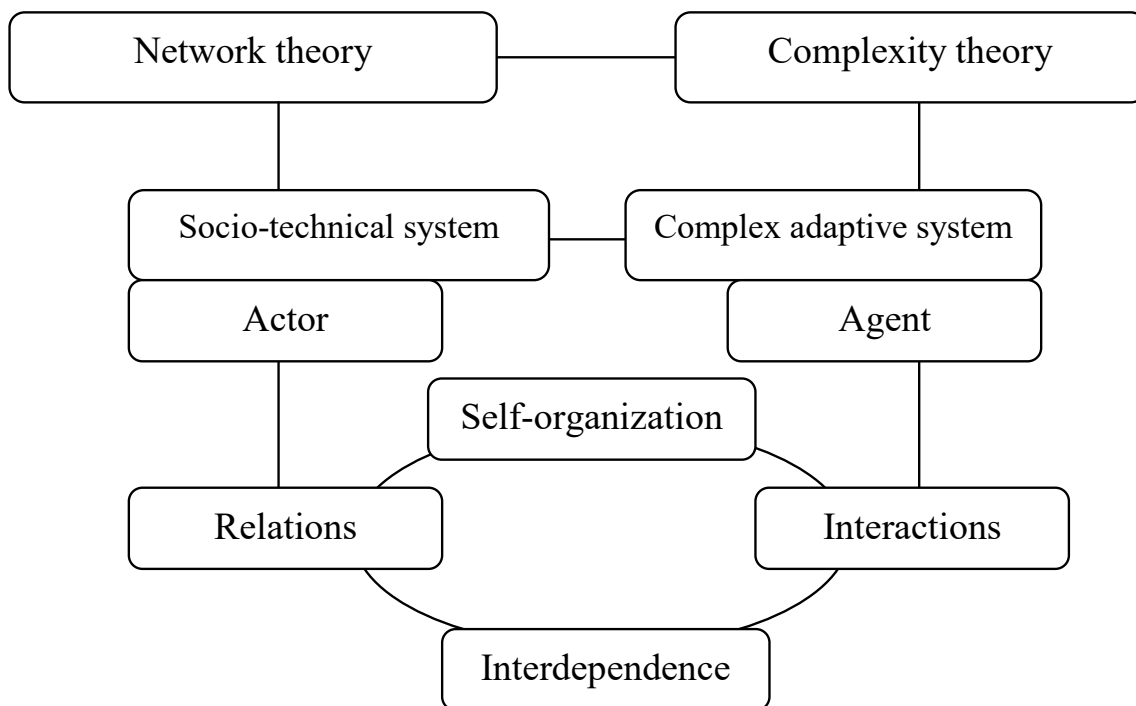 Network theory
Complexity theory
Socio-technical system
Complex adaptive system
Actor
Agent
Self-organization
Relations
Interactions
Interdependence